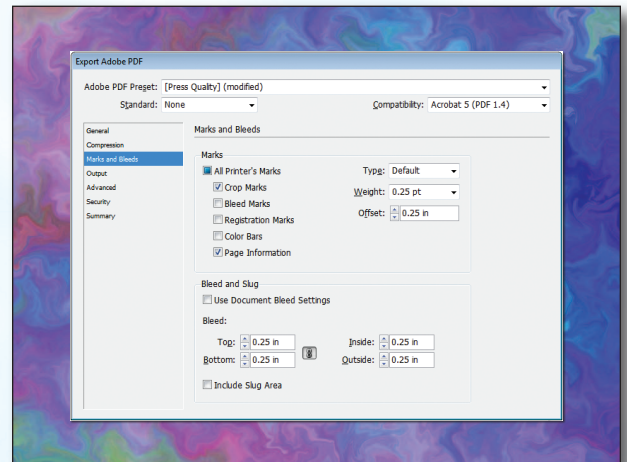 Export Adobe PDF
Adobe PDF Preset: [Press Quality] (modified)
Standard: None Compatibility: Acrobat 5 (PDF 1.4)
General
Compression
Marks and Bleeds
Output
Advanced
Security
Summary
Marks and Bleeds
Marks
All Printer's Marks Type: Default
Crop Marks Weight: 0.25 pt
Bleed Marks
Registration Marks Offset: 0.25 in
Color Bars
Page Information
Bleed and Slug
Use Document Bleed Settings
Bleed:
Top: 0.25 in Inside: 0.25 in
Bottom: 0.25 in Outside: 0.25 in
Include Slug Area